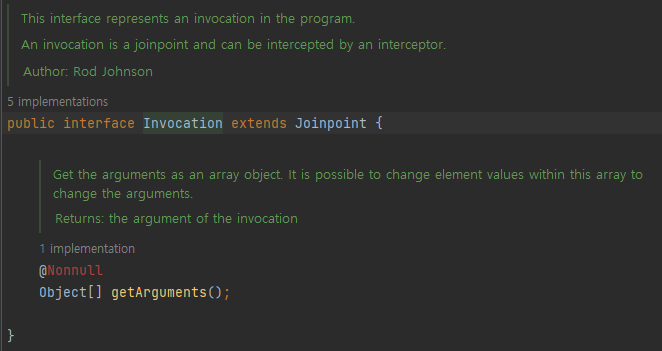 This interface represents an invocation in the program.
An invocation is a joinpoint and can be intercepted by an interceptor.
Author: Rod Johnson
5 implementations
public interface Invocation extends Joinpoint {
Get the arguments as an array object. It is possible to change element values within this array to
change the arguments.
Returns: the argument of the invocation
1 implementation
@Nonnull
Object[] getArguments();
}